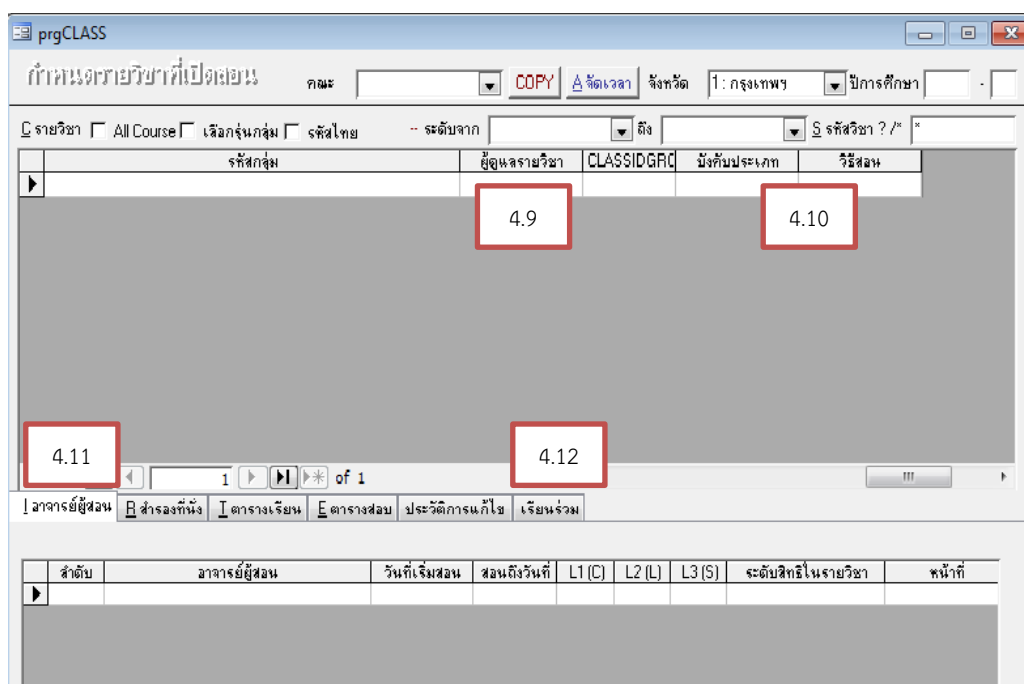 prgCLASS
กำหนดรายวิชาที่เปิดสอน คณะ COPY A จัดเวลา จังหวัด 1: กรุงเทพฯ ปีการศึกษา -
C รายวิชา All Course เลือกรุ่นกลุ่ม รหัสไทย -- ระดับจาก ถึง S รหัสวิชา ? /* *
รหัสกลุ่ม ผู้ดูแลรายวิชา CLASSIDGRC บังคับประเภท วิธีสอน
4.9 4.10
4.11 4.12
1 of 1
I อาจารย์ผู้สอน R สำรองที่นั่ง T ตารางเรียน E ตารางสอบ ประวัติการแก้ไข เรียนร่วม
ลำดับ อาจารย์ผู้สอน วันที่เริ่มสอน สอนถึงวันที่ L1 (C) L2 (L) L3 (S) ระดับสิทธิในรายวิชา หน้าที่